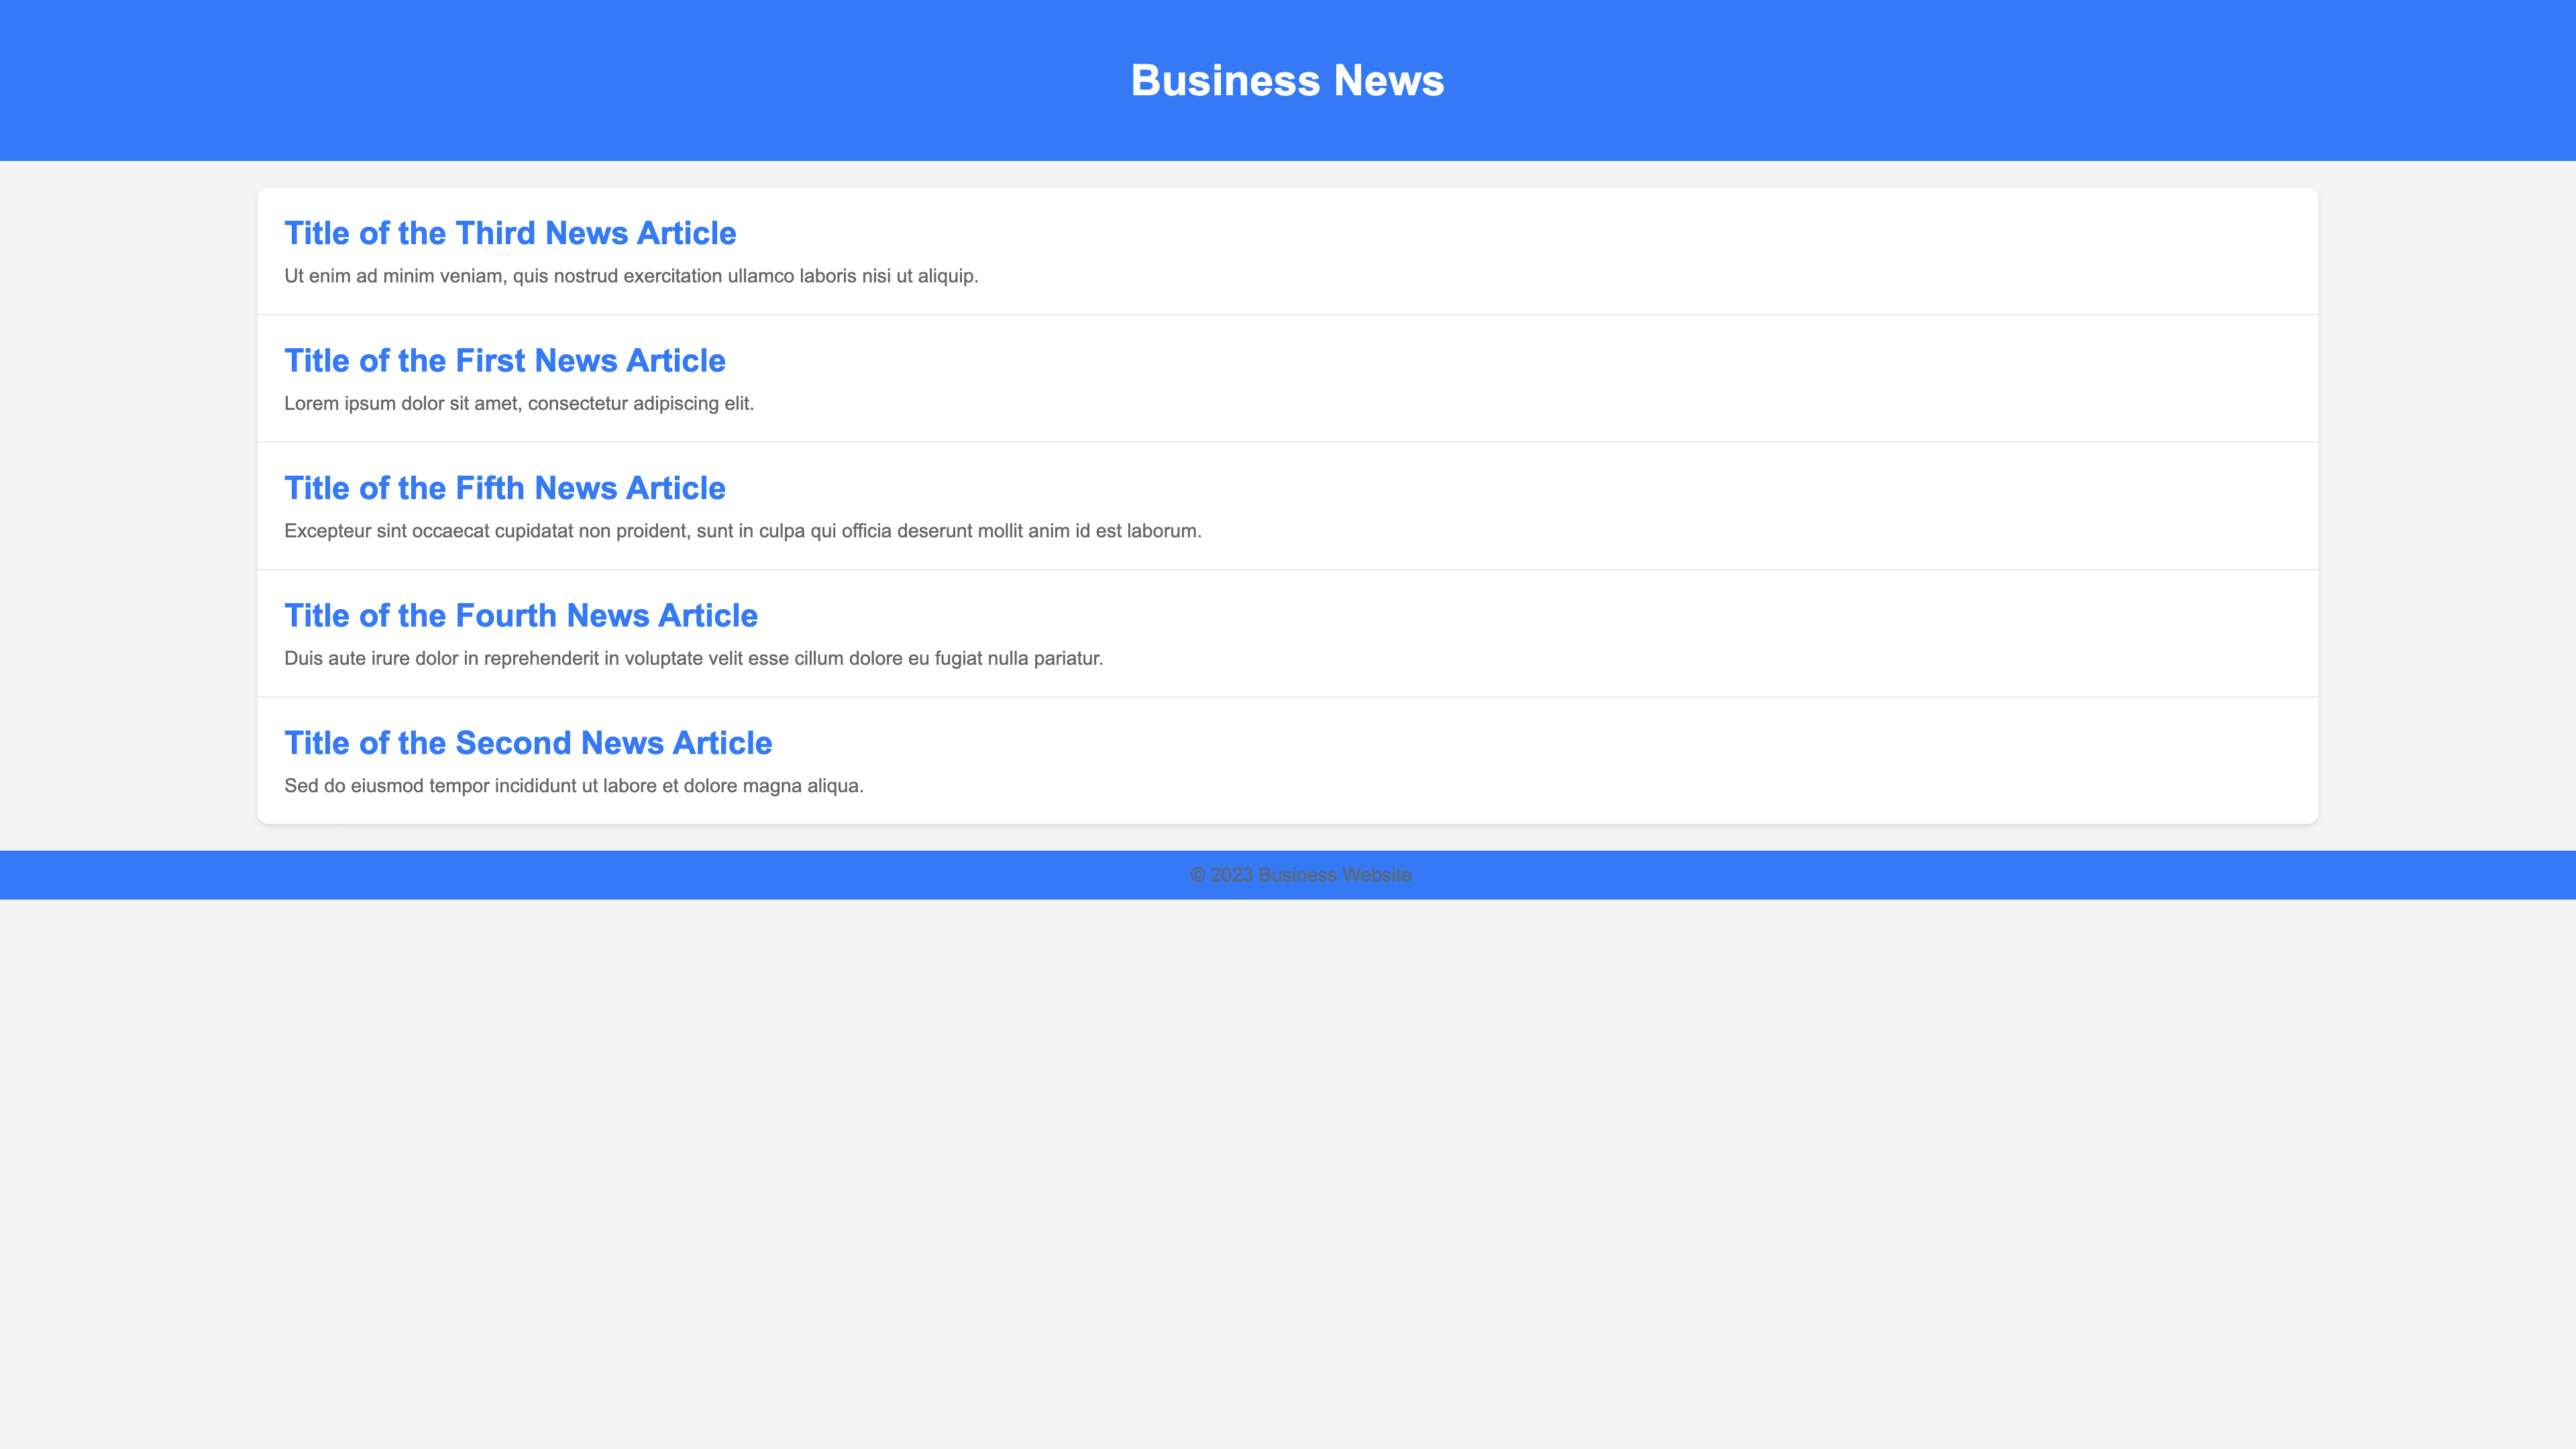 Business News
Title of the Third News Article
Ut enim ad minim veniam, quis nostrud exercitation ullamco laboris nisi ut aliquip.
Title of the First News Article
Lorem ipsum dolor sit amet, consectetur adipiscing elit.
Title of the Fifth News Article
Excepteur sint occaecat cupidatat non proident, sunt in culpa qui officia deserunt mollit anim id est laborum.
Title of the Fourth News Article
Duis aute irure dolor in reprehenderit in voluptate velit esse cillum dolore eu fugiat nulla pariatur.
Title of the Second News Article
Sed do eiusmod tempor incididunt ut labore et dolore magna aliqua.
© 2023 Business Website